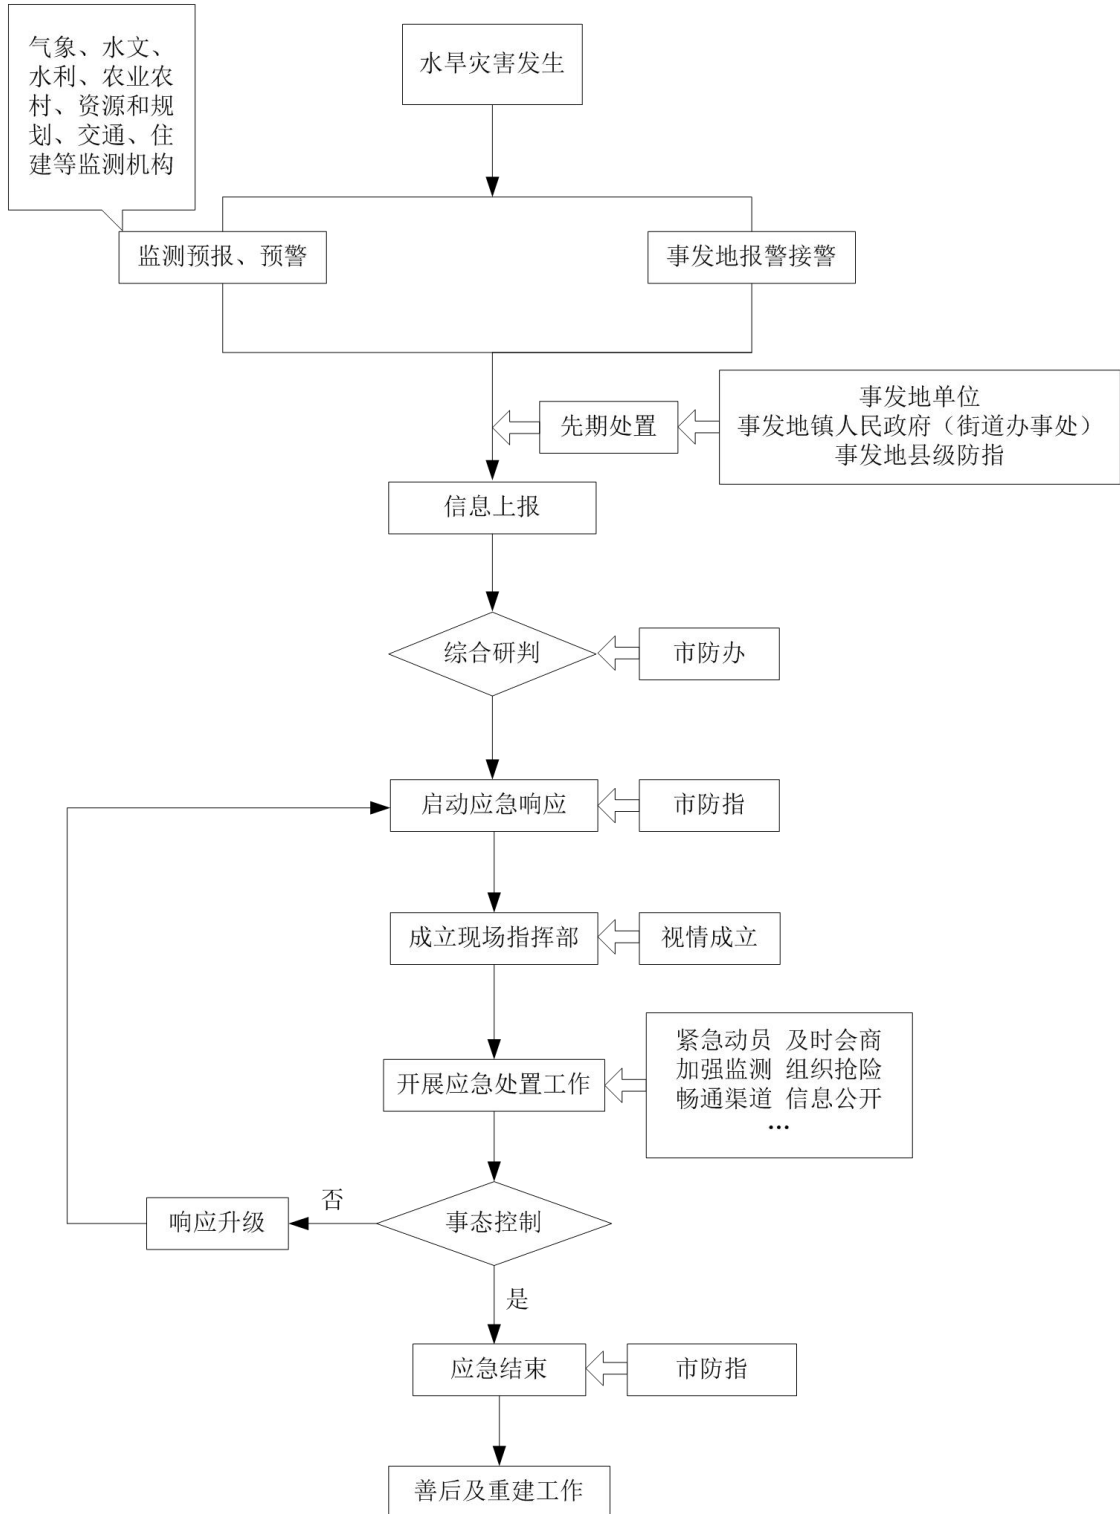 气象、水文、
水利、农业农
村、资源和规
划、交通、住
建等监测机构
水旱灾害发生
监测预报、预警
事发地报警接警
先期处置
事发地单位
事发地镇人民政府（街道办事处）
事发地县级防指
信息上报
综合研判
市防办
启动应急响应
市防指
成立现场指挥部
视情成立
开展应急处置工作
紧急动员 及时会商
加强监测 组织抢险
畅通渠道 信息公开
...
事态控制
否
响应升级
是
应急结束
市防指
善后及重建工作